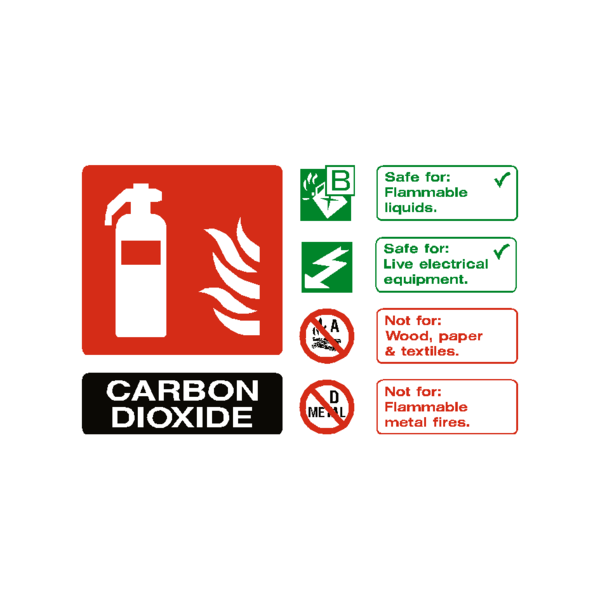 B
Safe for:
Flammable
liquids.
Safe for:
Live electrical
equipment.
A
Not for:
Wood, paper
& textiles.
CARBON
DIOXIDE
D
METAL
Not for:
Flammable
metal fires.